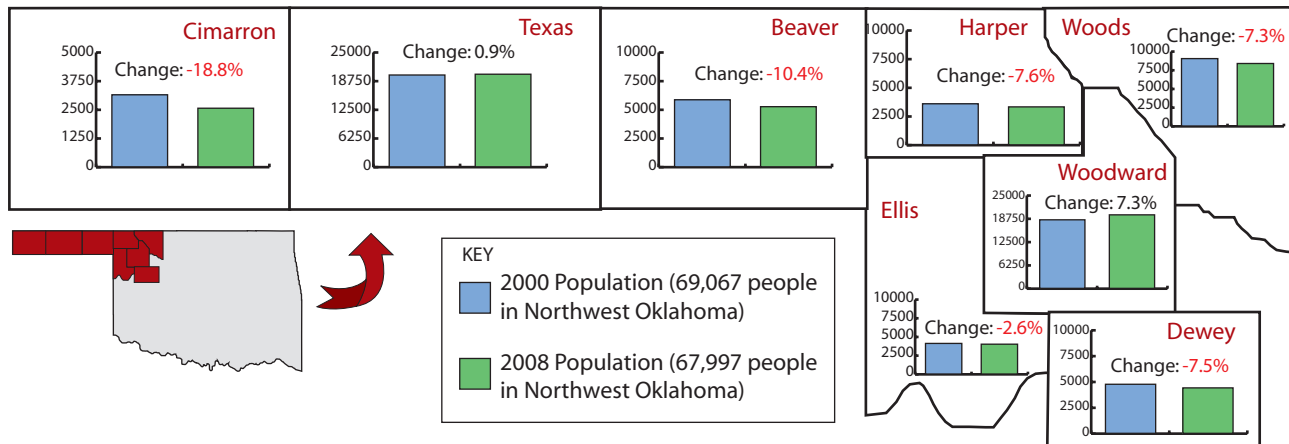 Cimarron
5000
3750
2500
1250
0
Change: -18.8%
Texas
25000
18750
12500
6250
0
Change: 0.9%
Beaver
10000
7500
5000
2500
0
Change: -10.4%
Harper
10000
7500
5000
2500
0
Change: -7.6%
Woods
Change: -7.3%
10000
7500
5000
2500
0
Woodward
Change: 7.3%
25000
18750
12500
6250
0
Ellis
10000
7500
5000
2500
0
Change: -2.6%
Dewey
10000
7500
5000
2500
0
Change: -7.5%
KEY
2000 Population (69,067 people
in Northwest Oklahoma)
2008 Population (67,997 people
in Northwest Oklahoma)